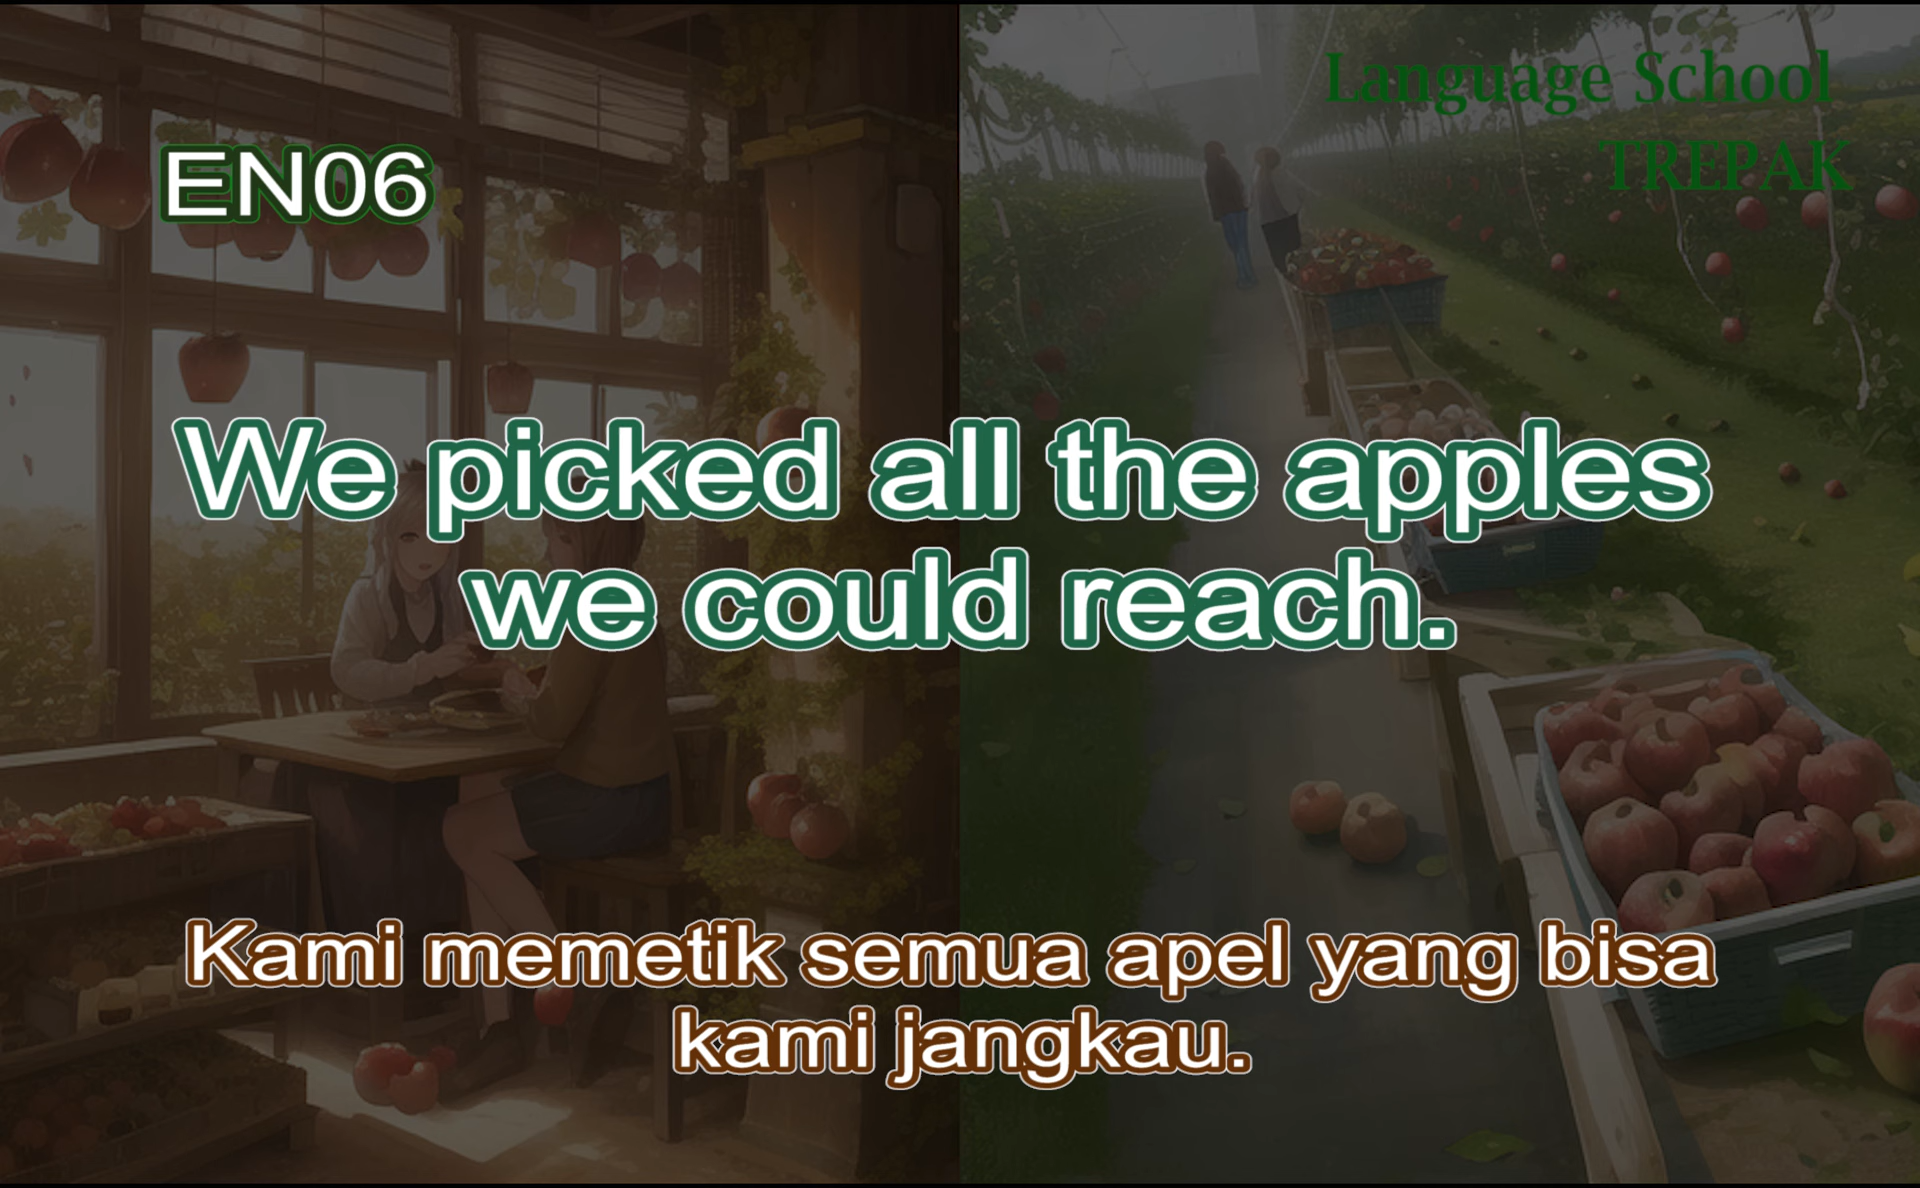 Language School
TREPAK
EN06
We picked all the apples
we could reach.
Kami memetik semua apel yang bisa
kami jangkau.